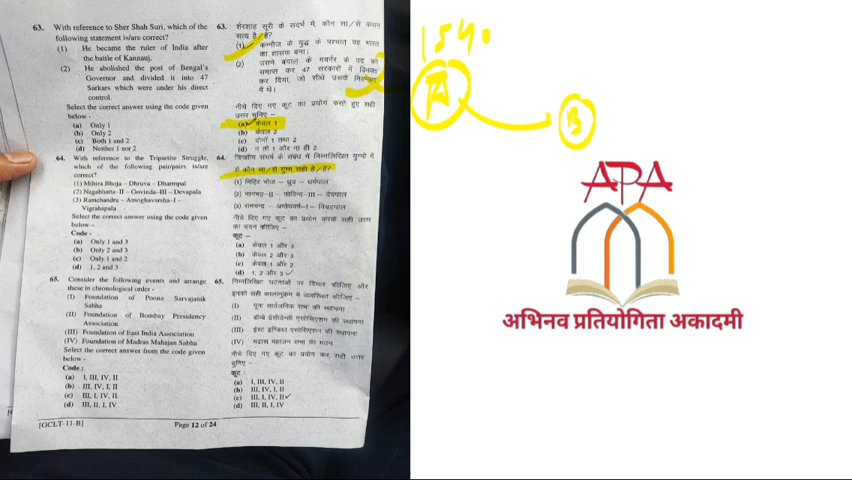 63. With reference to Sher Shah Suri, which of the following statement is/are correct?
(1) He became the ruler of India after the battle of Kannauj.
(2) He abolished the post of Bengal's Governor and divided it into 47 Sarkars which were under his direct control.
Select the correct answer using the code given below -
(a) Only 1
(b) Only 2
(c) Both 1 and 2
(d) Neither 1 nor 2
64. With reference to the Tripartite Struggle, which of the following pair/pairs is/are correct?
(1) Mihira Bhoja - Dhruva - Dharmpal
(2) Nagabhatta-II - Govinda-III - Devapala
(3) Ramchandra - Amoghavarsha-I - Vigrahapala
Select the correct answer using the code given below -
Code -
(a) Only 1 and 3
(b) Only 2 and 3
(c) Only 1 and 2
(d) 1, 2 and 3
65. Consider the following events and arrange these in chronological order -
(I) Foundation of Poona Sarvajanik Sabha
(II) Foundation of Bombay Presidency Association
(III) Foundation of East India Association
(IV) Foundation of Madras Mahajan Sabha
Select the correct answer from the code given below -
Code :
(a) I, III, IV, II
(b) III, IV, I, II
(c) III, I, IV, II
(d) III, II, I, IV
63. शेरशाह सूरी के संदर्भ में, कौन सा/से कथन सत्य है/हैं?
(1) कन्नौज के युद्ध के पश्चात् वह भारत का शासक बना।
(2) उसने बंगाल के गवर्नर के पद को समाप्त कर 47 सरकारों में विभक्त कर दिया, जो सीधे उसके नियंत्रण में थे।
नीचे दिए गए कूट का प्रयोग करते हुए सही उत्तर चुनिए -
(a) केवल 1
(b) केवल 2
(c) दोनों 1 तथा 2
(d) न तो 1 और ना ही 2
64. त्रिपक्षीय संघर्ष के संबंध में निम्नलिखित युग्मों में से कौन सा/से युग्म सही है/हैं?
(1) मिहिर भोज - ध्रुव - धर्मपाल
(2) नागभट्ट-II - गोविन्द-III - देवपाल
(3) रामचन्द्र - अमोघवर्ष-I - विग्रहपाल
नीचे दिए गए कूट का प्रयोग करके सही उत्तर का चयन कीजिए -
कूट -
(a) केवल 1 और 3
(b) केवल 2 और 3
(c) केवल 1 और 2
(d) 1, 2 और 3
65. निम्नलिखित घटनाओं पर विचार कीजिए और इनको सही कालानुक्रम में व्यवस्थित कीजिए -
(I) पूना सार्वजनिक सभा की स्थापना
(II) बॉम्बे प्रेसीडेन्सी एसोसिएशन की स्थापना
(III) ईस्ट इण्डिया एसोसिएशन की स्थापना
(IV) मद्रास महाजन सभा का गठन
नीचे दिए गए कूट का प्रयोग कर सही उत्तर चुनिए -
कूट :
(a) I, III, IV, II
(b) III, IV, I, II
(c) III, I, IV, II
(d) III, II, I, IV
[GCLT-11-B]
Page 12 of 24
154
B
APA
अभिनव प्रतियोगिता अकादमी